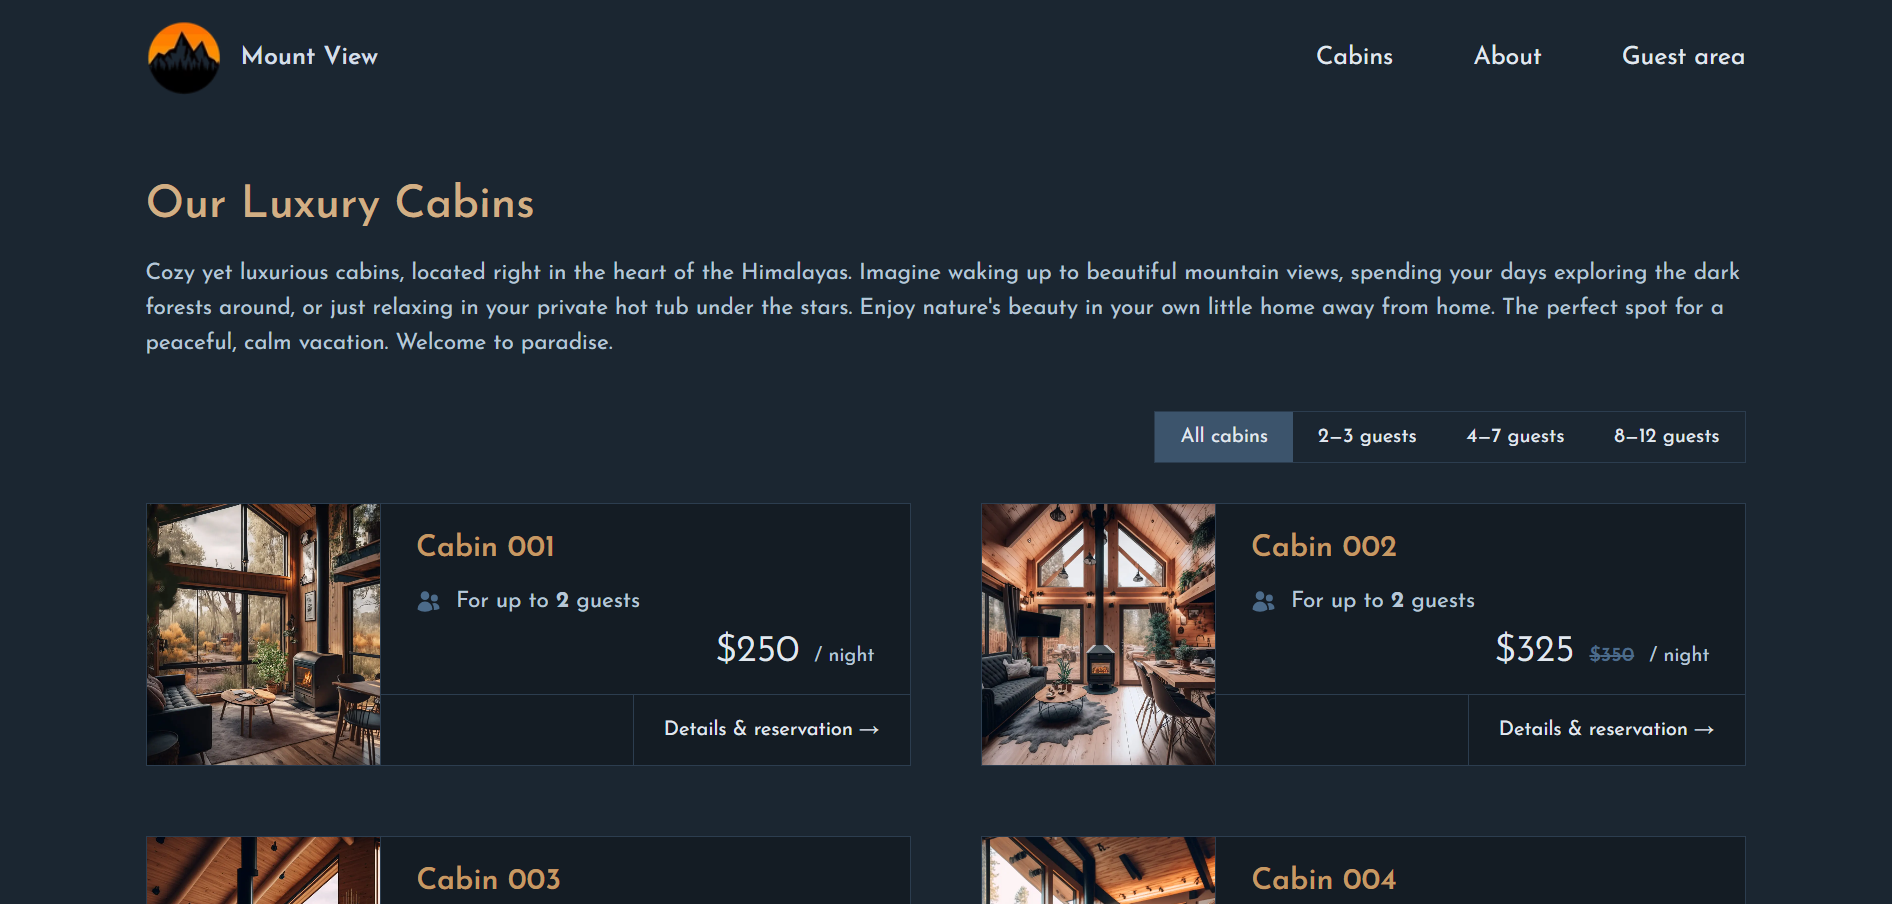 Mount View
Cabins
About
Guest area
Our Luxury Cabins
Cozy yet luxurious cabins, located right in the heart of the Himalayas. Imagine waking up to beautiful mountain views, spending your days exploring the dark
forests around, or just relaxing in your private hot tub under the stars. Enjoy nature's beauty in your own little home away from home. The perfect spot for a
peaceful, calm vacation. Welcome to paradise.
All cabins
2–3 guests
4–7 guests
8–12 guests
Cabin 001
For up to 2 guests
$250 / night
Details & reservation →
Cabin 002
For up to 2 guests
$325 $350 / night
Details & reservation →
Cabin 003
Cabin 004